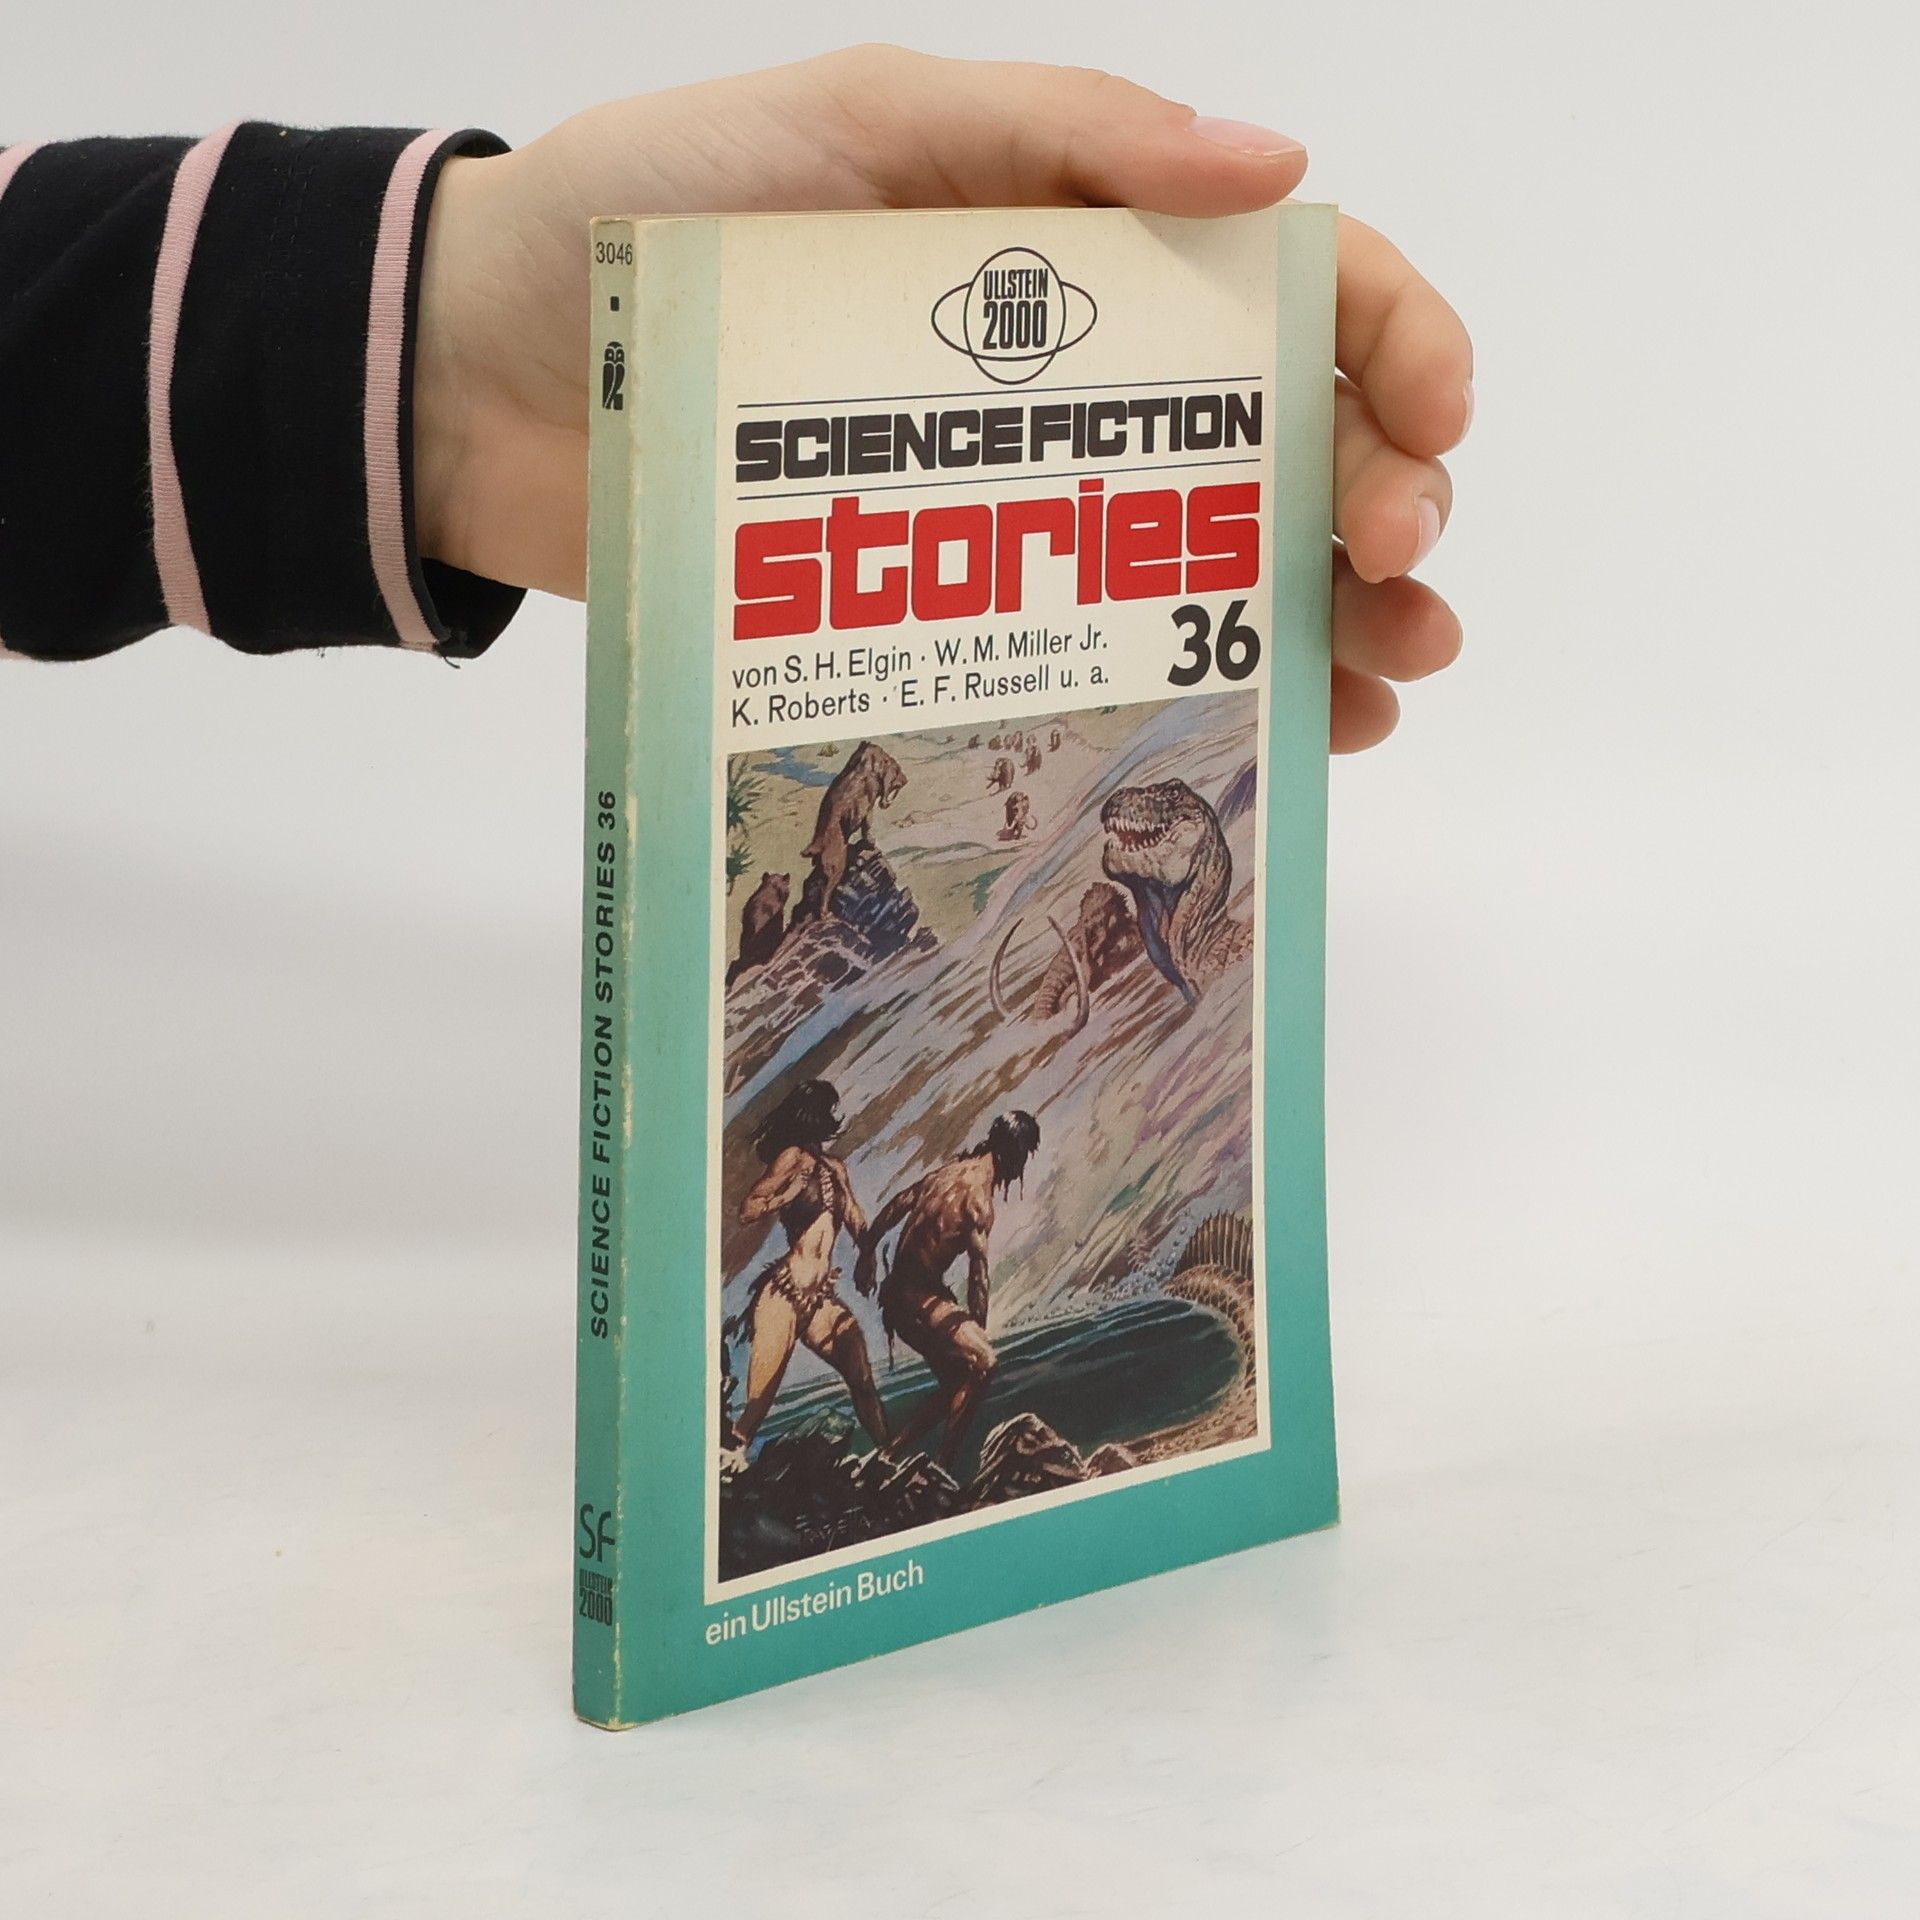 3046
SCIENCE FICTION STORIES 36
SF
ULLSTEIN
2000
ULLSTEIN
2000
SCIENCE FICTION
stories
36
von S. H. Elgin · W. M. Miller Jr.
K. Roberts · E. F. Russell u. a.
FRAZETTA
ein Ullstein Buch